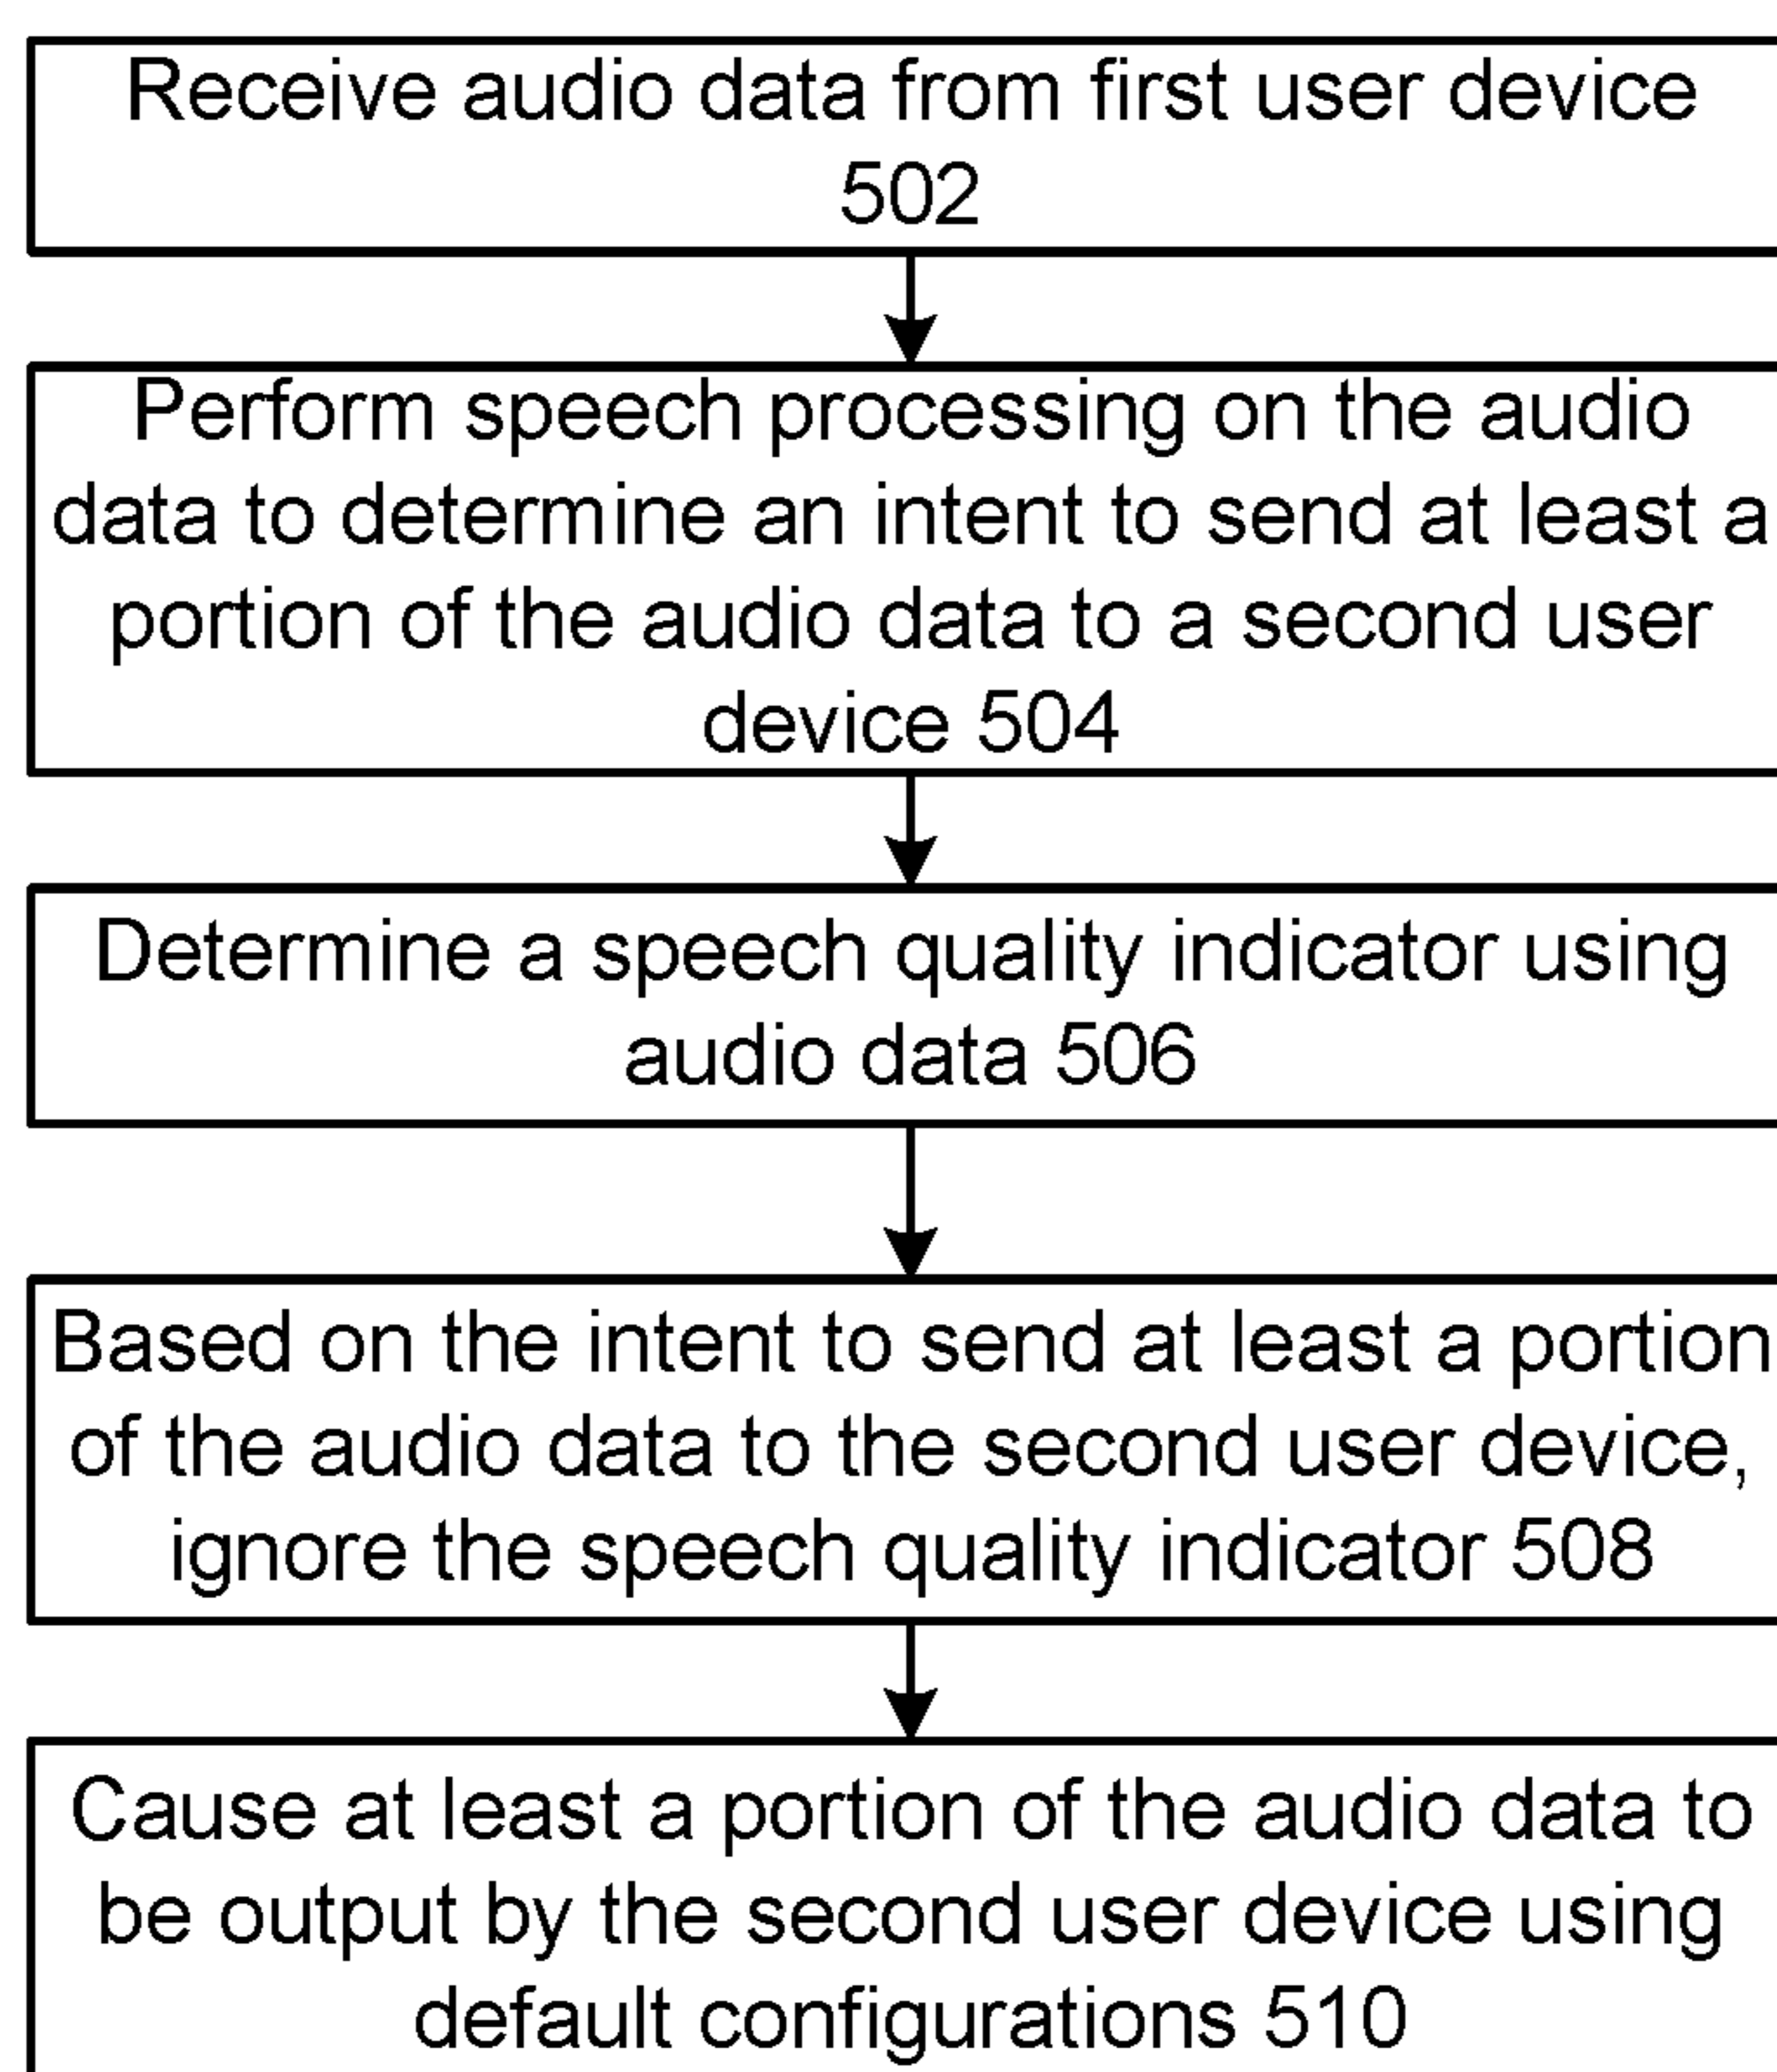 Receive audio data from first user device
502
Perform speech processing on the audio
data to determine an intent to send at least a
portion of the audio data to a second user
device 504
Determine a speech quality indicator using
audio data 506
Based on the intent to send at least a portion
of the audio data to the second user device,
ignore the speech quality indicator 508
Cause at least a portion of the audio data to
be output by the second user device using
default configurations 510